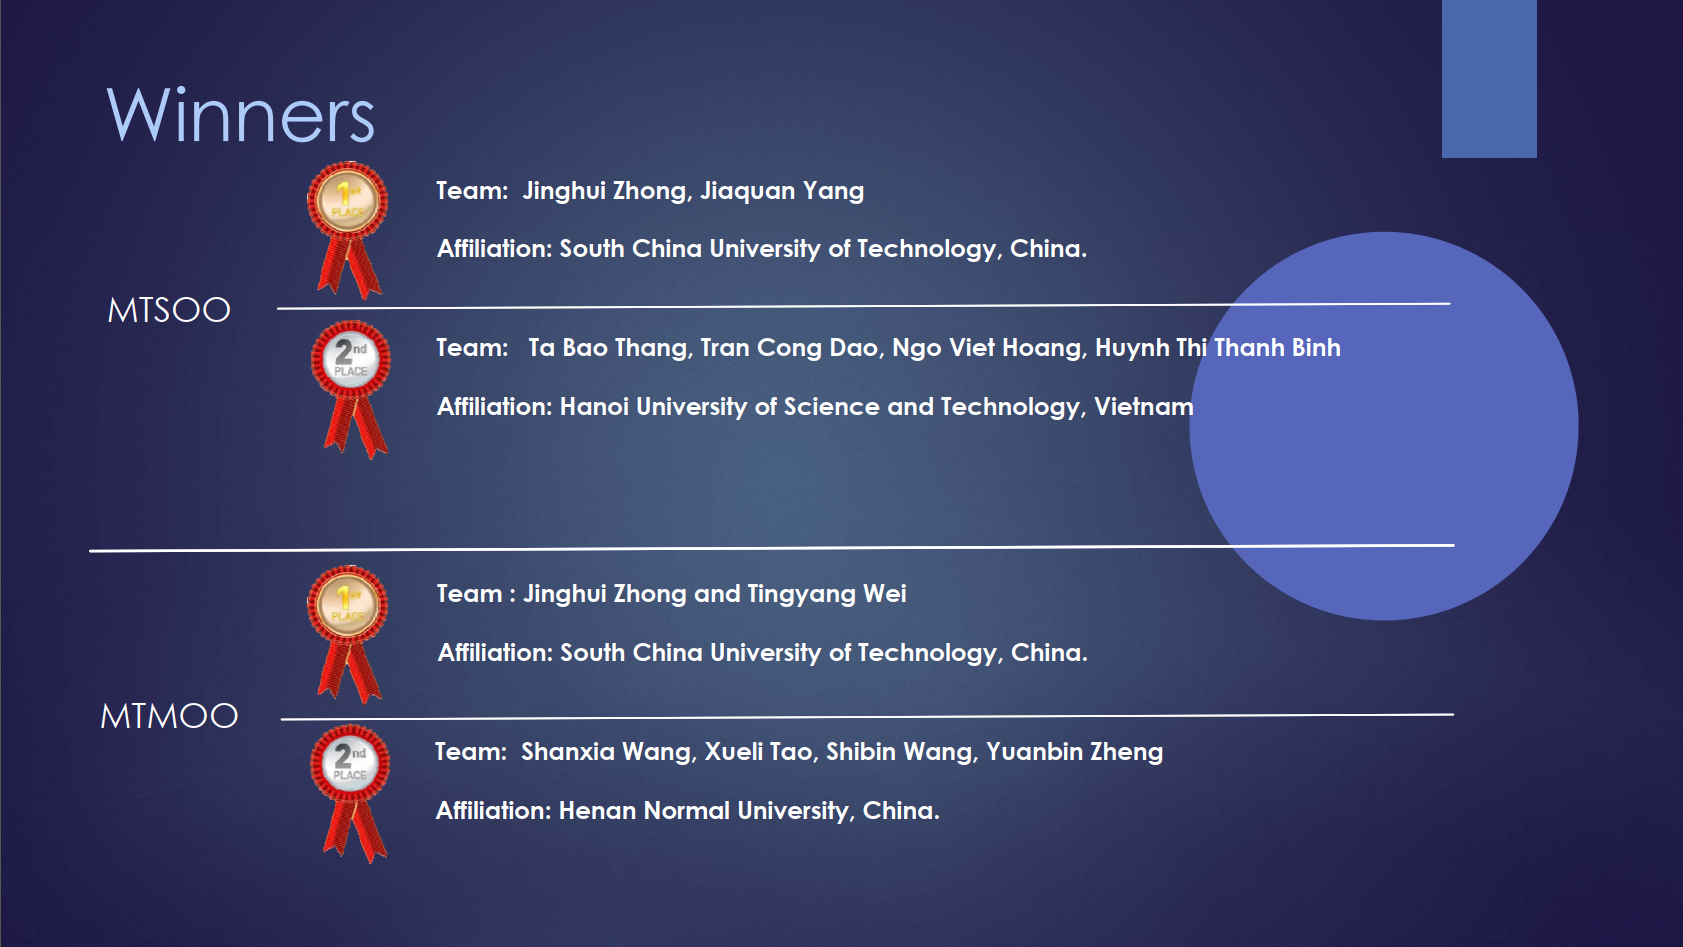 Winners
1st
PLACE
Team:  Jinghui Zhong, Jiaquan Yang
Affiliation: South China University of Technology, China.
MTSOO
2nd
PLACE
Team:   Ta Bao Thang, Tran Cong Dao, Ngo Viet Hoang, Huynh Thi Thanh Binh
Affiliation: Hanoi University of Science and Technology, Vietnam
1st
PLACE
Team : Jinghui Zhong and Tingyang Wei
Affiliation: South China University of Technology, China.
MTMOO
2nd
PLACE
Team:  Shanxia Wang, Xueli Tao, Shibin Wang, Yuanbin Zheng
Affiliation: Henan Normal University, China.